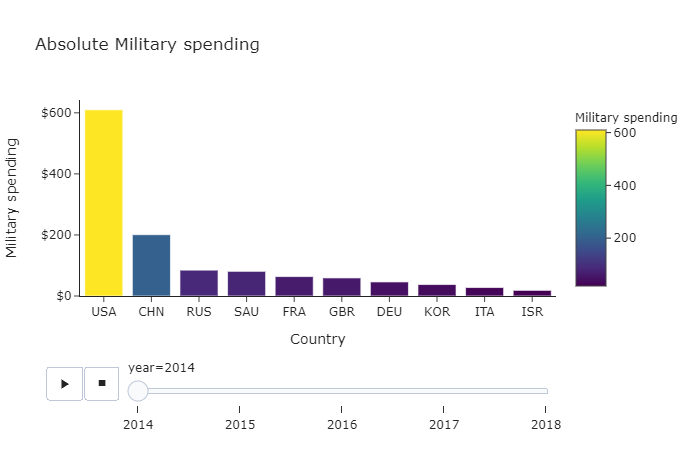 Absolute Military spending
Military spending
$600
$400
$200
$0
USA CHN RUS SAU FRA GBR DEU KOR ITA ISR
Country
Military spending
600
400
200
year=2014
2014 2015 2016 2017 2018